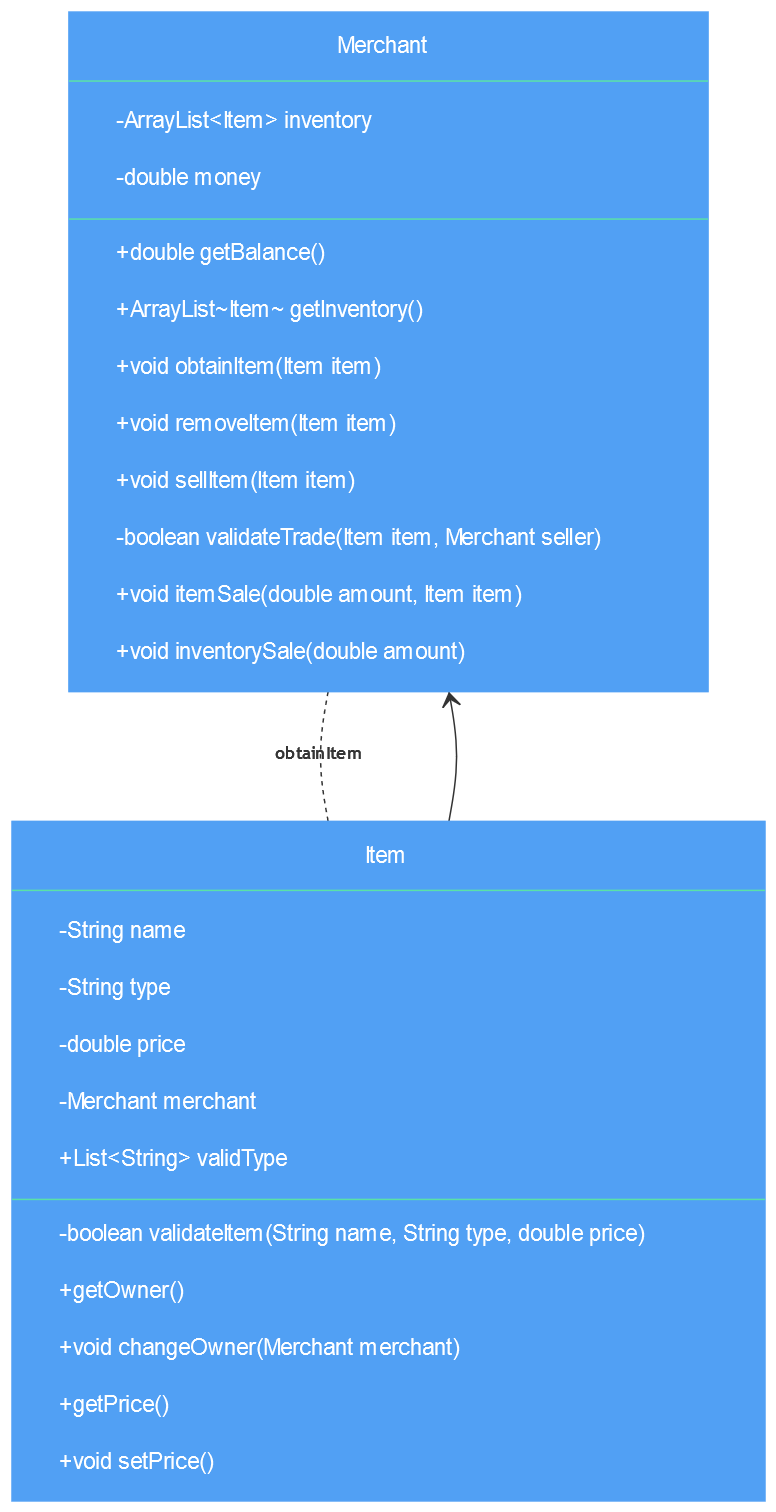 Merchant
-ArrayList<Item> inventory
-double money
+double getBalance()
+ArrayList~Item~ getInventory()
+void obtainItem(Item item)
+void removeItem(Item item)
+void sellItem(Item item)
-boolean validateTrade(Item item, Merchant seller)
+void itemSale(double amount, Item item)
+void inventorySale(double amount)
obtainItem
Item
-String name
-String type
-double price
-Merchant merchant
+List<String> validType
-boolean validateItem(String name, String type, double price)
+getOwner()
+void changeOwner(Merchant merchant)
+getPrice()
+void setPrice()